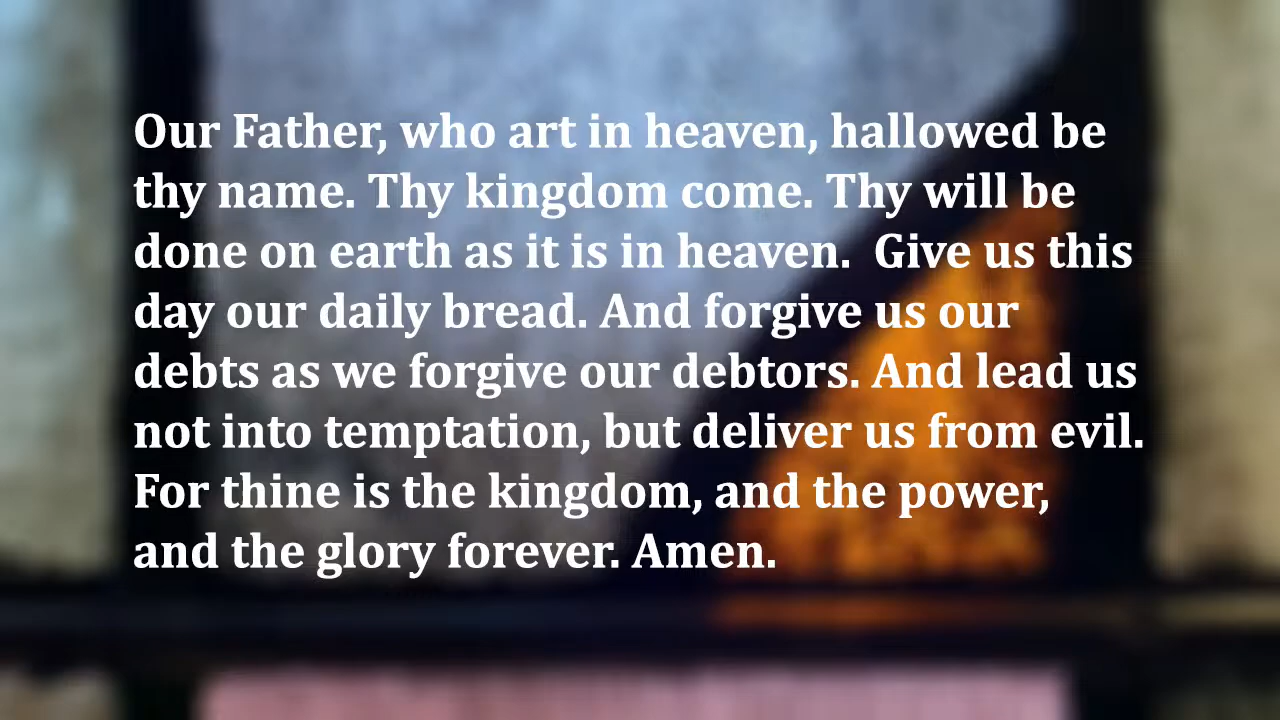 Our Father, who art in heaven, hallowed be
thy name. Thy kingdom come. Thy will be
done on earth as it is in heaven.  Give us this
day our daily bread. And forgive us our
debts as we forgive our debtors. And lead us
not into temptation, but deliver us from evil.
For thine is the kingdom, and the power,
and the glory forever. Amen.